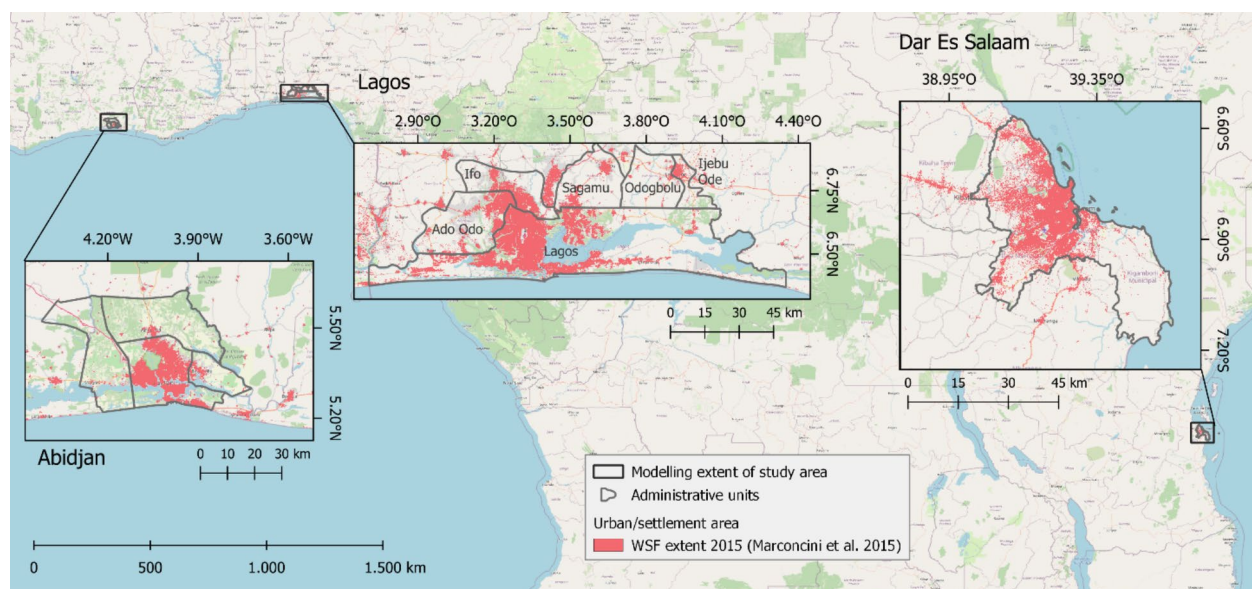 Dar Es Salaam
38.95°O 39.35°O
Lagos
2.90°O 3.20°O 3.50°O 3.80°O 4.10°O 4.40°O
6.60°S
6.90°S
7.20°S
Ifo
Sagamu
Odogbolu
Ijebu
Ode
Ado Odo
Lagos
6.75°N
6.50°N
0 15 30 45 km
4.20°W 3.90°W 3.60°W
5.50°N
5.20°N
Abidjan
0 10 20 30 km
0 15 30 45 km
Modelling extent of study area
Administrative units
Urban/settlement area
WSF extent 2015 (Marconcini et al. 2015)
0 500 1.000 1.500 km